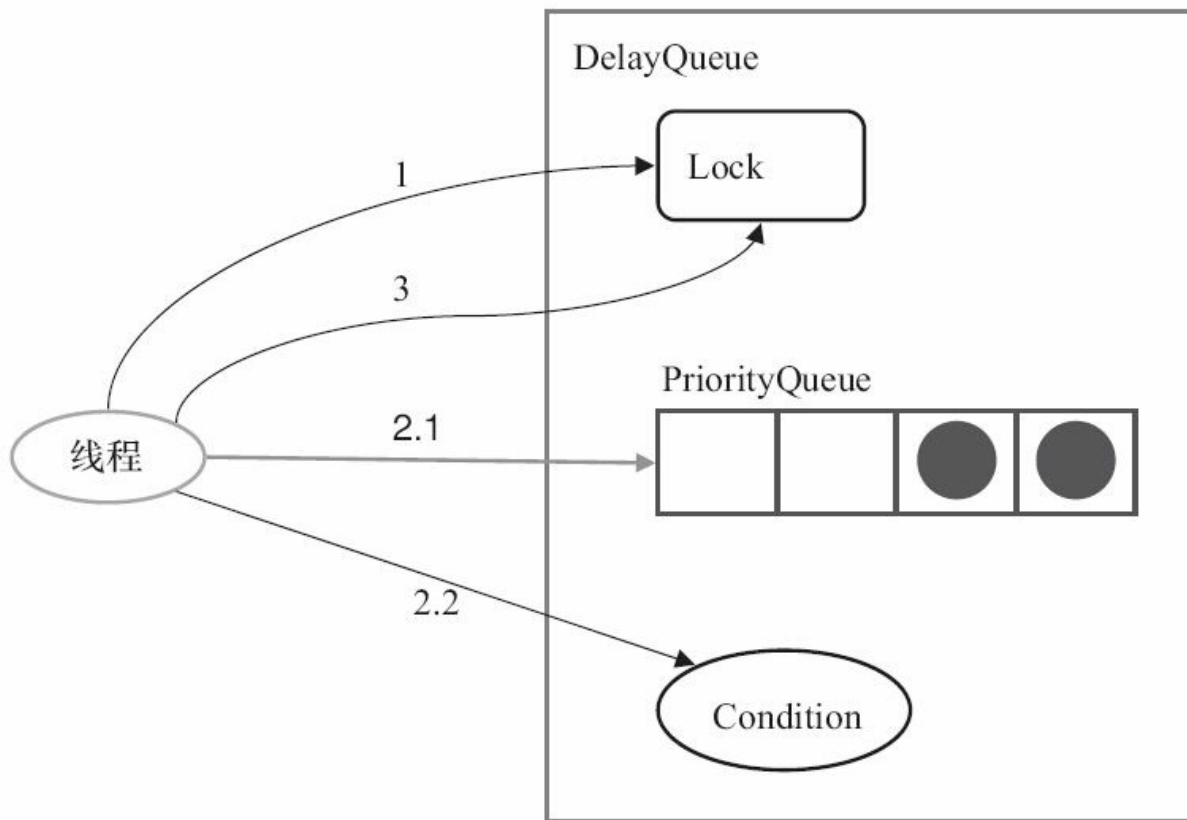 DelayQueue
Lock
1
3
PriorityQueue
线程
2.1
2.2
Condition